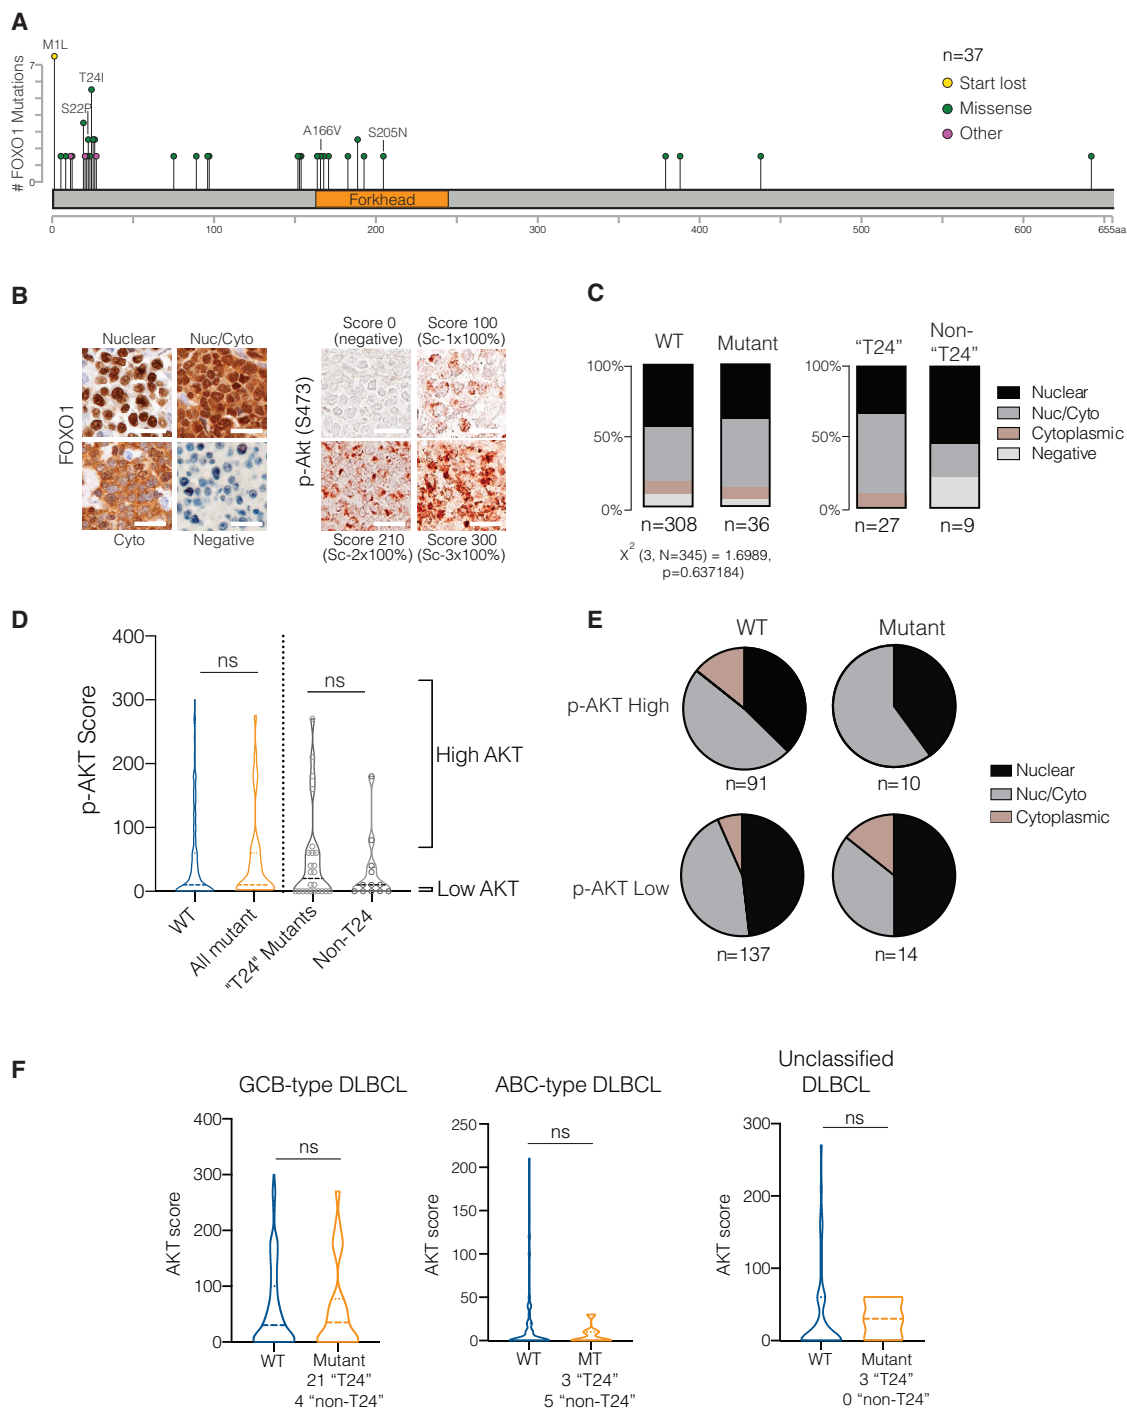 A
M1L
T24I
S22P
A166V
S205N
# FOXO1 Mutations
7
0
n=37
Start lost
Missense
Other
Forkhead
0
100
200
300
400
500
600
655aa
B
FOXO1
Nuclear
Nuc/Cyto
Cyto
Negative
p-Akt (S473)
Score 0
(negative)
Score 100
(Sc-1x100%)
Score 210
(Sc-2x100%)
Score 300
(Sc-3x100%)
C
WT
Mutant
"T24"
Non-
"T24"
100%
50%
0%
100%
50%
0%
n=308
n=36
n=27
n=9
X2 (3, N=345) = 1.6989,
p=0.637184)
Nuclear
Nuc/Cyto
Cytoplasmic
Negative
D
p-AKT Score
400
300
200
100
0
ns
ns
High AKT
Low AKT
WT
All mutant
"T24" Mutants
Non-T24
E
WT
Mutant
p-AKT High
n=91
n=10
p-AKT Low
n=137
n=14
Nuclear
Nuc/Cyto
Cytoplasmic
F
GCB-type DLBCL
AKT score
400
300
200
100
0
ns
WT
Mutant
21 "T24"
4 "non-T24"
ABC-type DLBCL
AKT score
250
200
150
100
50
0
ns
WT
MT
3 "T24"
5 "non-T24"
Unclassified
DLBCL
AKT score
300
200
100
0
ns
WT
Mutant
3 "T24"
0 "non-T24"